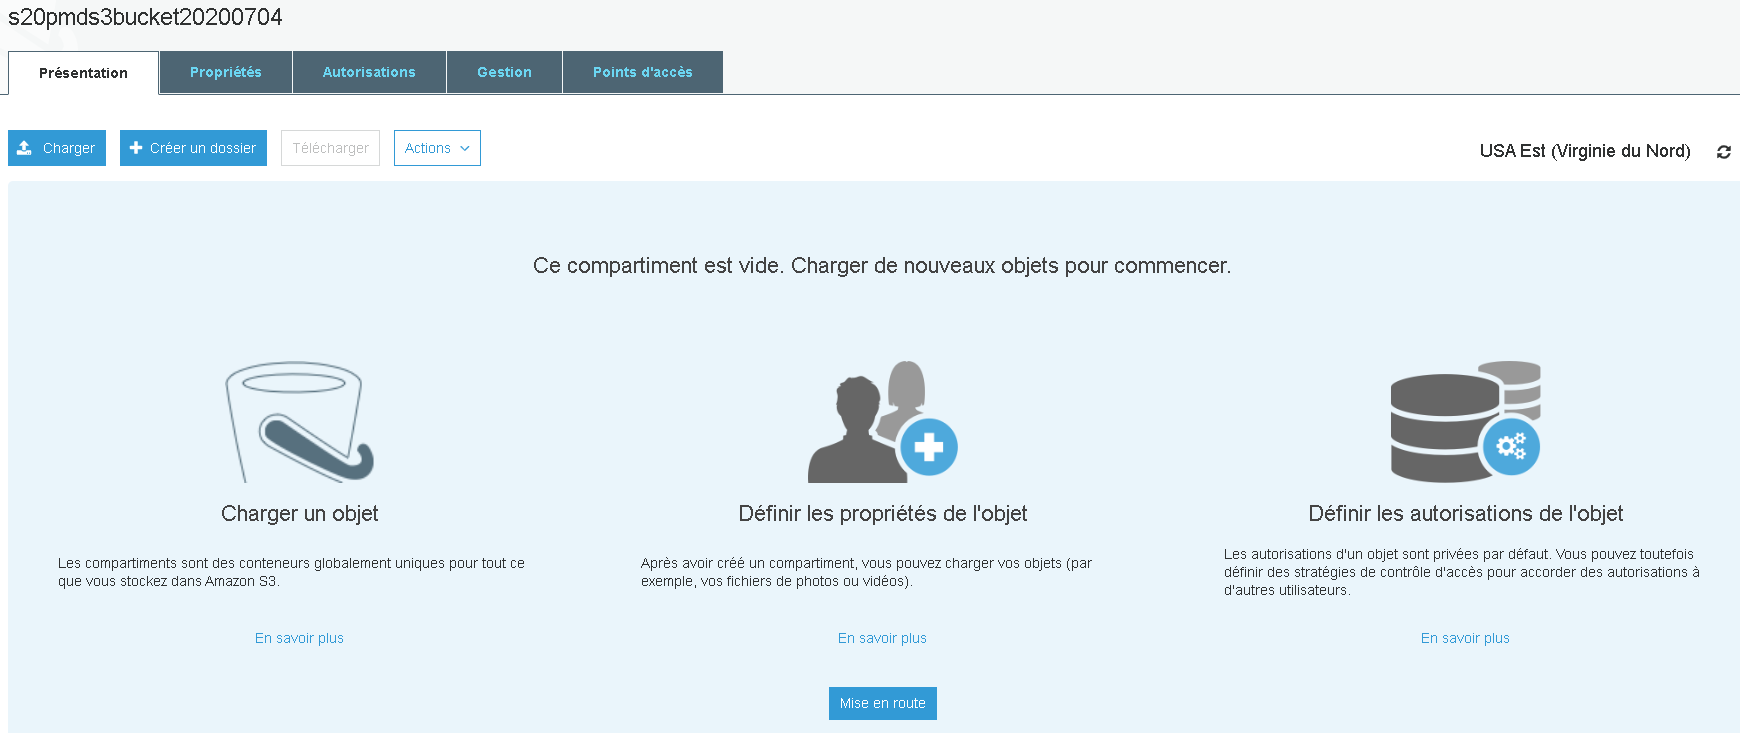 s20pmds3bucket20200704
Présentation
Propriétés
Autorisations
Gestion
Points d'accès
Charger
Créer un dossier
Télécharger
Actions
USA Est (Virginie du Nord)
Ce compartiment est vide. Charger de nouveaux objets pour commencer.
Charger un objet
Les compartiments sont des conteneurs globalement uniques pour tout ce
que vous stockez dans Amazon S3.
En savoir plus
Définir les propriétés de l'objet
Après avoir créé un compartiment, vous pouvez charger vos objets (par
exemple, vos fichiers de photos ou vidéos).
En savoir plus
Définir les autorisations de l'objet
Les autorisations d'un objet sont privées par défaut. Vous pouvez toutefois
définir des stratégies de contrôle d'accès pour accorder des autorisations à
d'autres utilisateurs.
En savoir plus
Mise en route